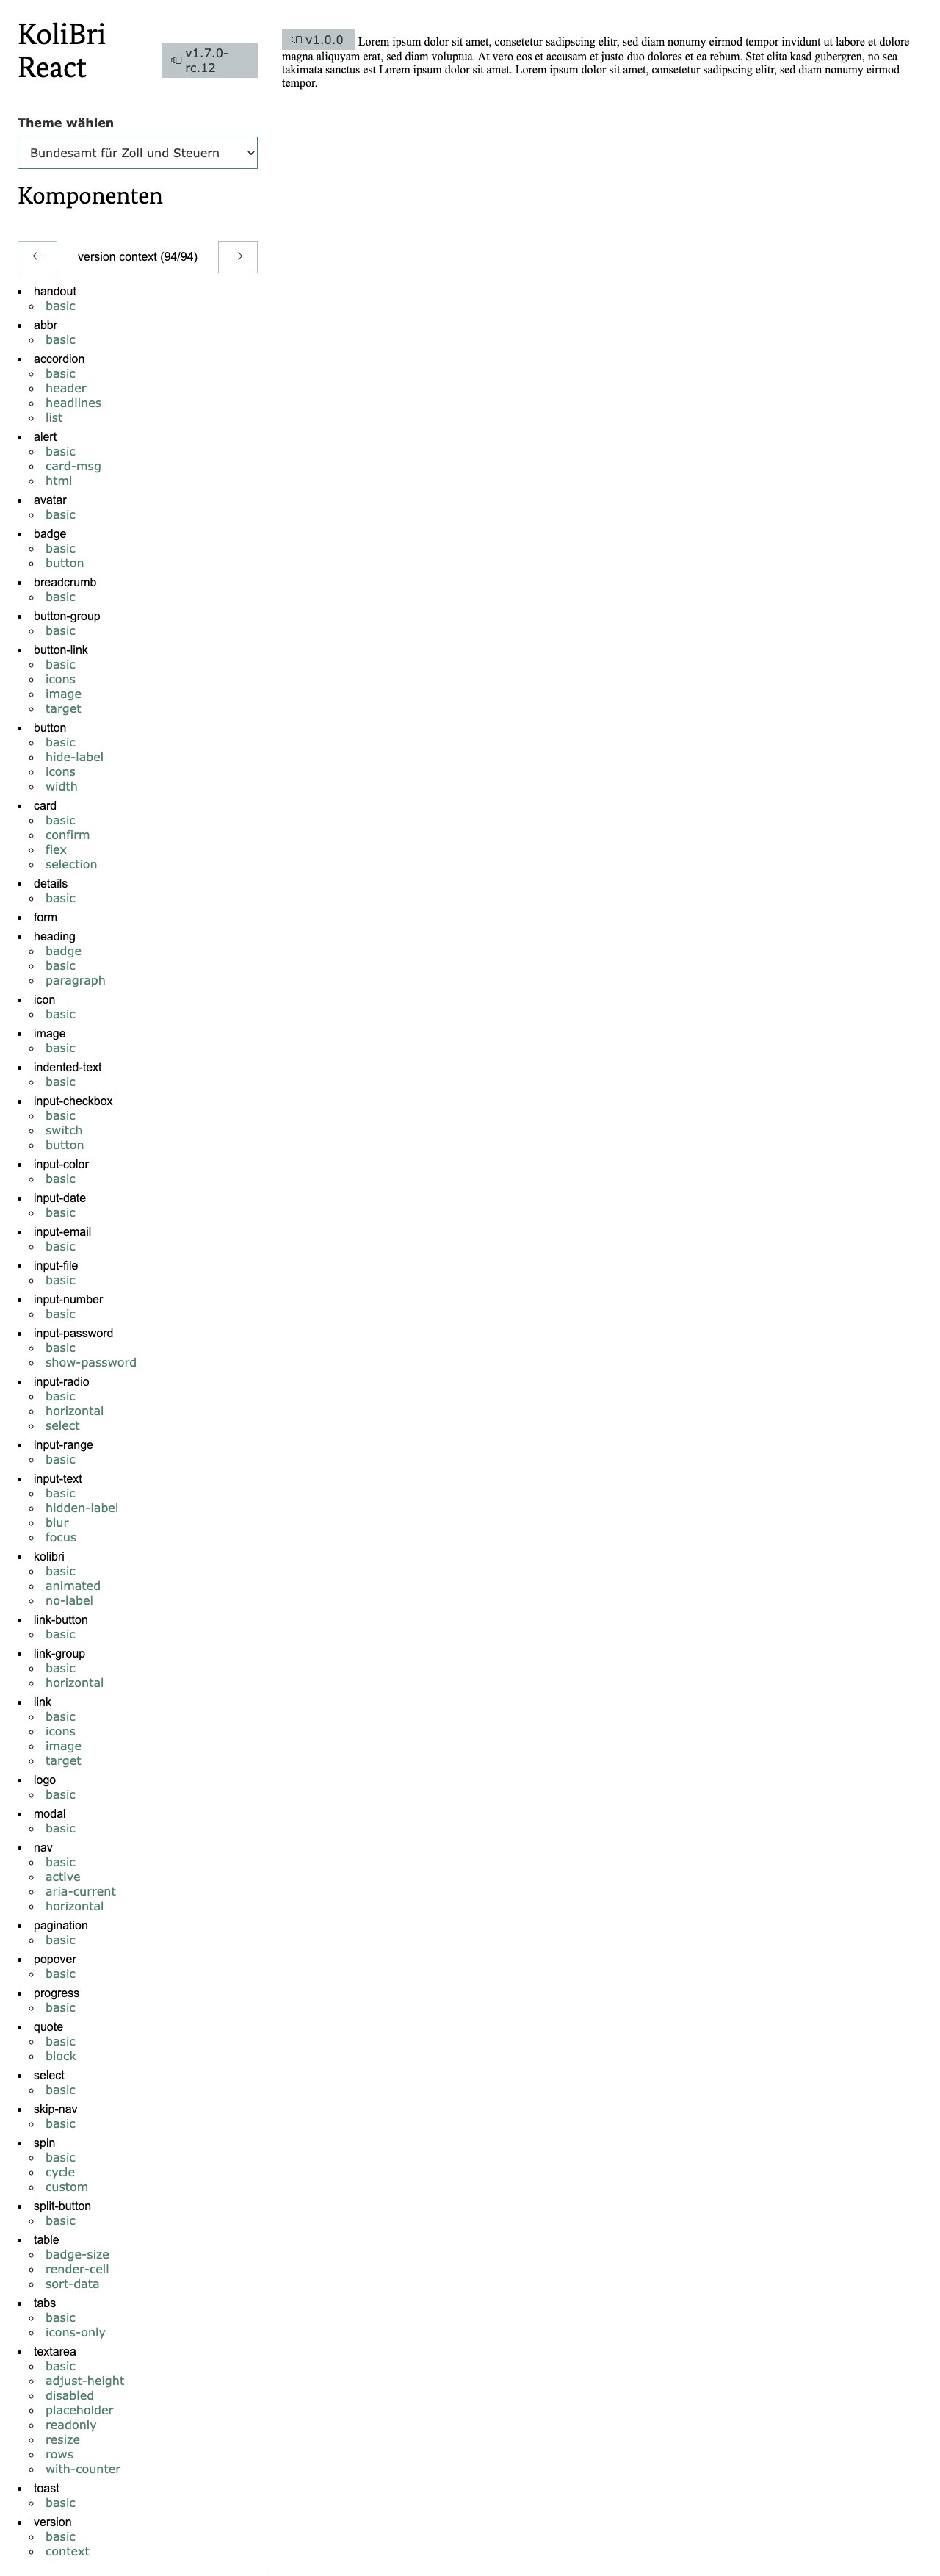 KoliBri
React
v1.7.0-
rc.12
Theme wählen
Bundesamt für Zoll und Steuern
Komponenten
← version context (94/94) →
handout
basic
abbr
basic
accordion
basic
header
headlines
list
alert
basic
card-msg
html
avatar
basic
badge
basic
button
breadcrumb
basic
button-group
basic
button-link
basic
icons
image
target
button
basic
hide-label
icons
width
card
basic
confirm
flex
selection
details
basic
form
heading
badge
basic
paragraph
icon
basic
image
basic
indented-text
basic
input-checkbox
basic
switch
button
input-color
basic
input-date
basic
input-email
basic
input-file
basic
input-number
basic
input-password
basic
show-password
input-radio
basic
horizontal
select
input-range
basic
input-text
basic
hidden-label
blur
focus
kolibri
basic
animated
no-label
link-button
basic
link-group
basic
horizontal
link
basic
icons
image
target
logo
basic
modal
basic
nav
basic
active
aria-current
horizontal
pagination
basic
popover
basic
progress
basic
quote
basic
block
select
basic
skip-nav
basic
spin
basic
cycle
custom
split-button
basic
table
badge-size
render-cell
sort-data
tabs
basic
icons-only
textarea
basic
adjust-height
disabled
placeholder
readonly
resize
rows
with-counter
toast
basic
version
basic
context
v1.0.0 Lorem ipsum dolor sit amet, consetetur sadipscing elitr, sed diam nonumy eirmod tempor invidunt ut labore et dolore
magna aliquyam erat, sed diam voluptua. At vero eos et accusam et justo duo dolores et ea rebum. Stet clita kasd gubergren, no sea
takimata sanctus est Lorem ipsum dolor sit amet. Lorem ipsum dolor sit amet, consetetur sadipscing elitr, sed diam nonumy eirmod
tempor.